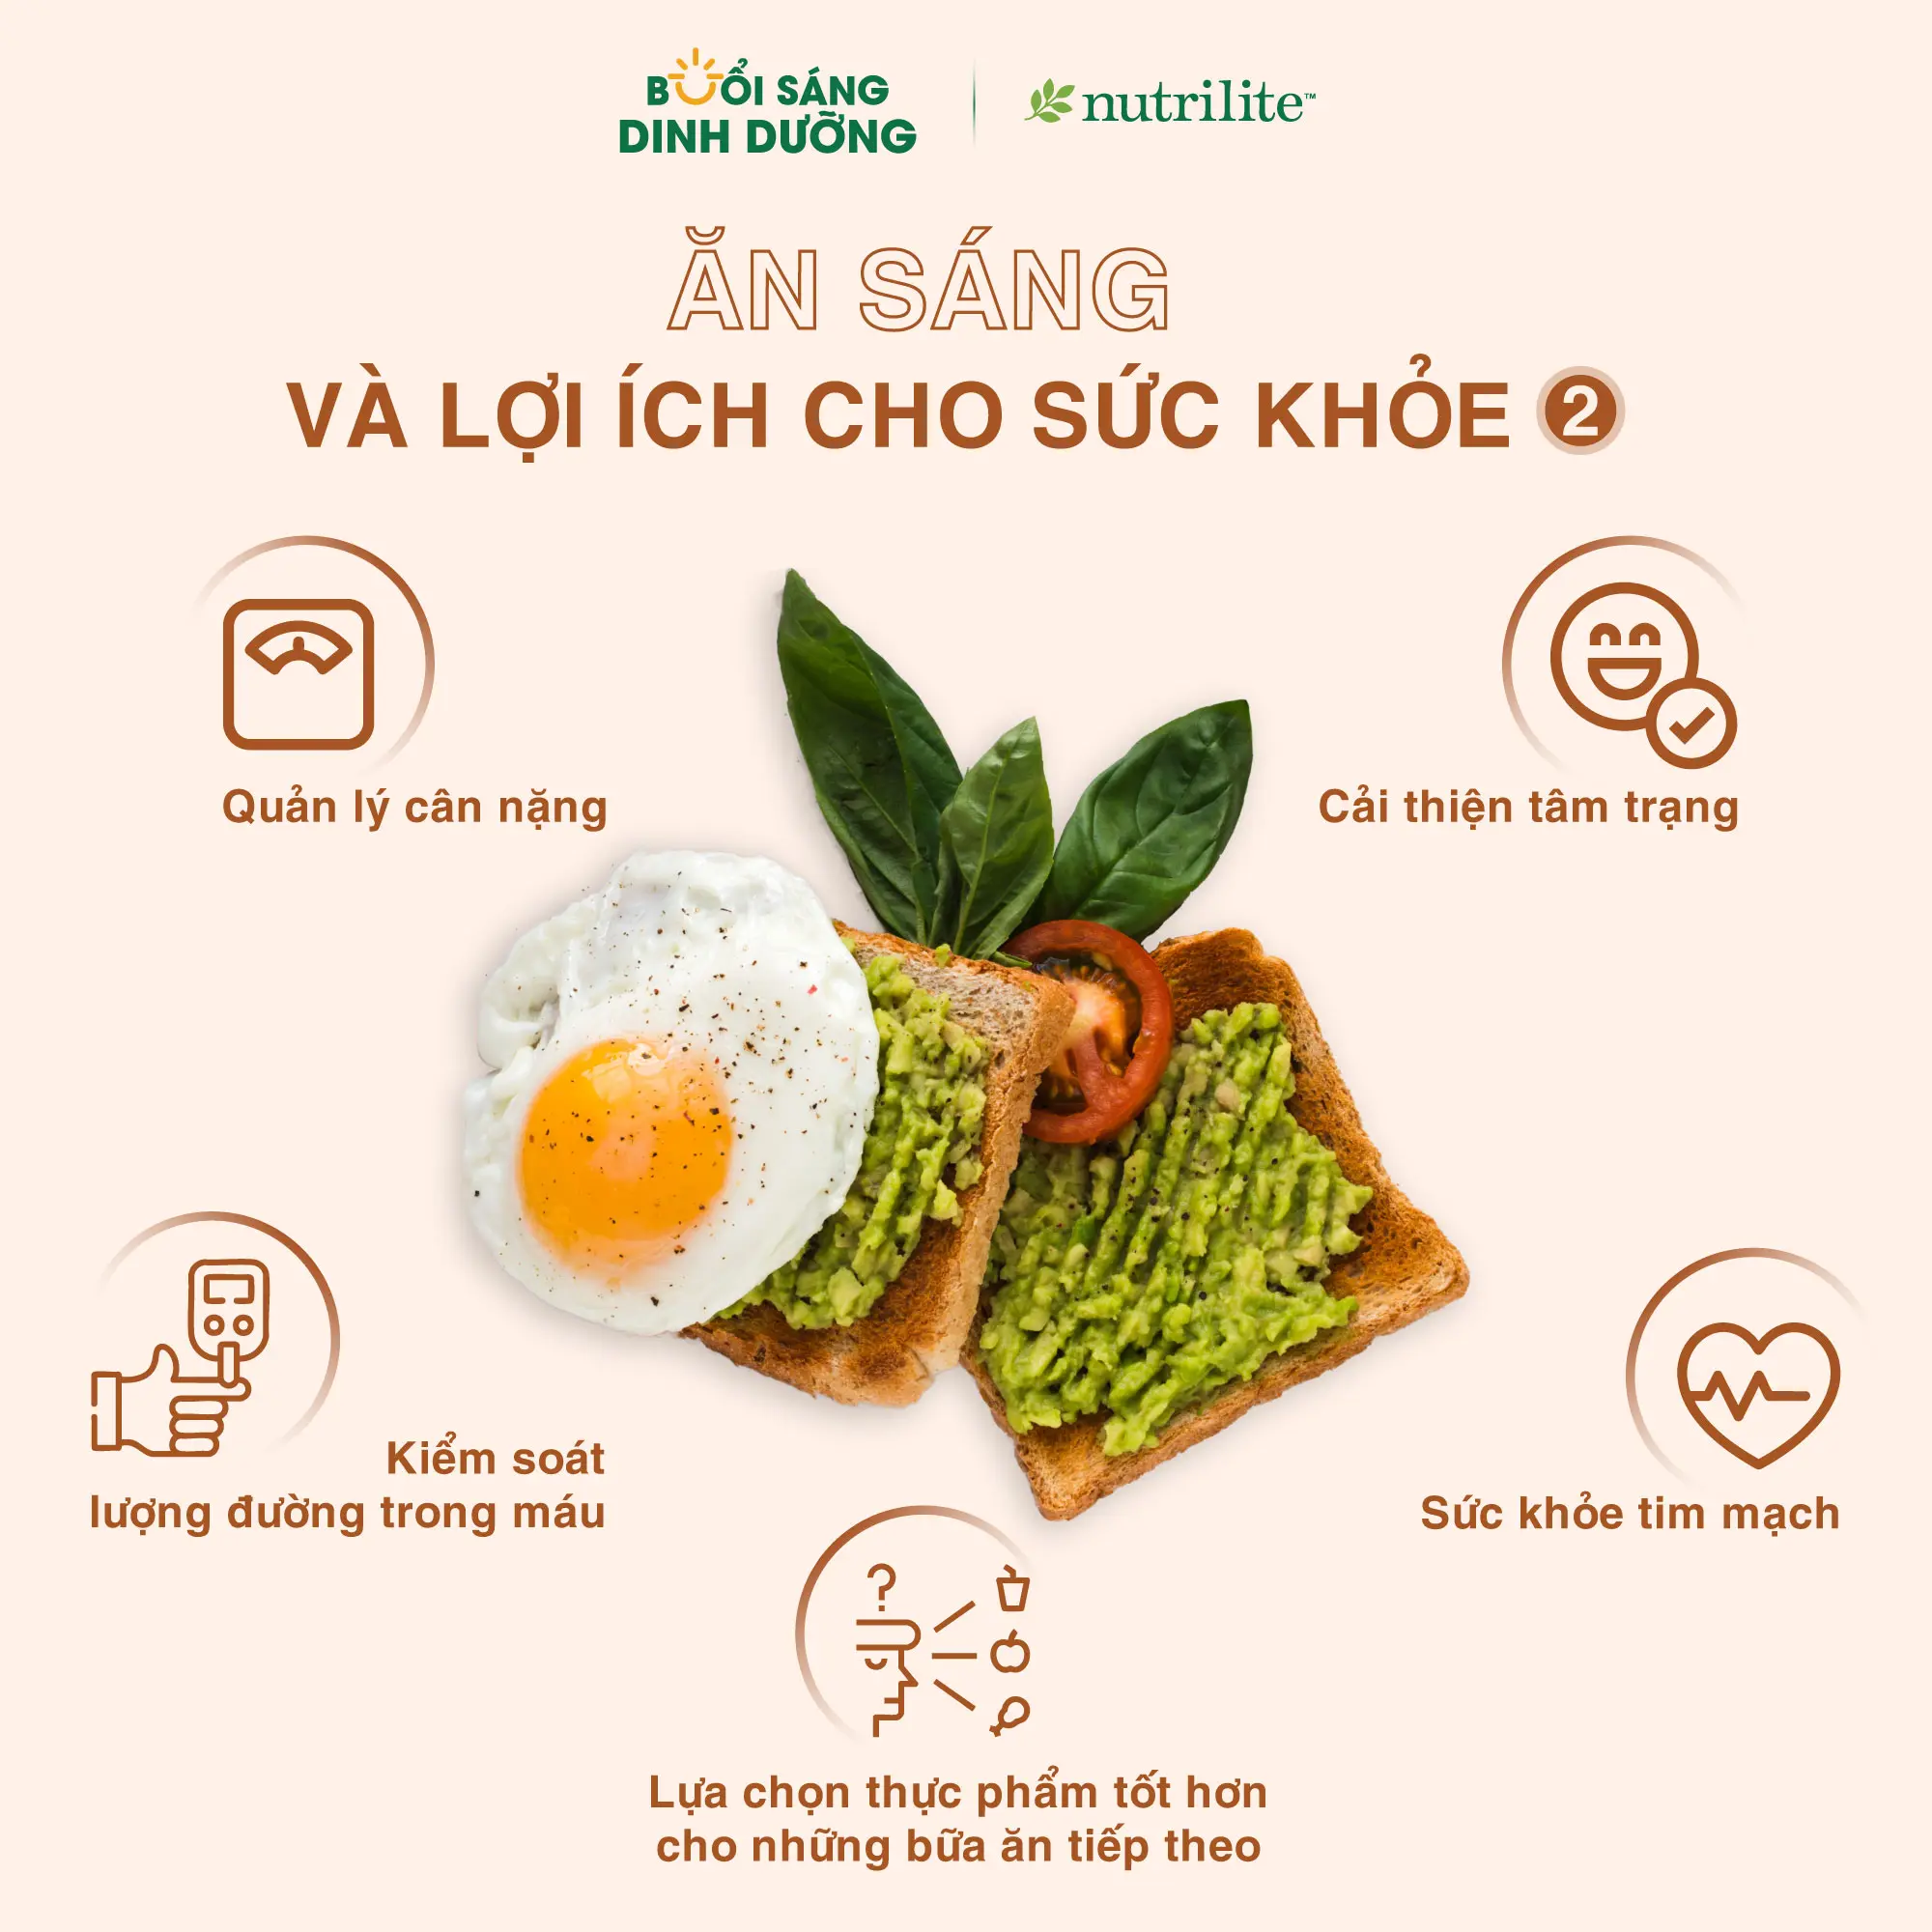 BUỔI SÁNG
DINH DƯỠNG
nutrilite™
ĂN SÁNG
VÀ LỢI ÍCH CHO SỨC KHỎE 2
Quản lý cân nặng
Cải thiện tâm trạng
Kiểm soát
lượng đường trong máu
Sức khỏe tim mạch
?
Lựa chọn thực phẩm tốt hơn
cho những bữa ăn tiếp theo